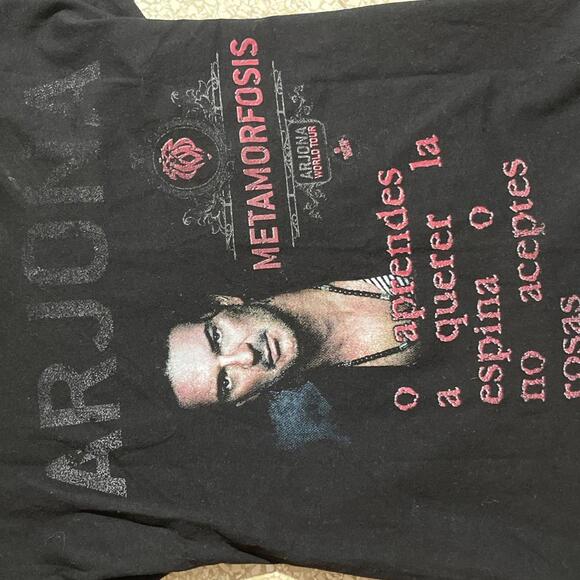 ARJONA
METAMORFOSIS
ARJONA
WORLD TOUR
o aprendes
a querer la
espina o
no aceptes
rosas